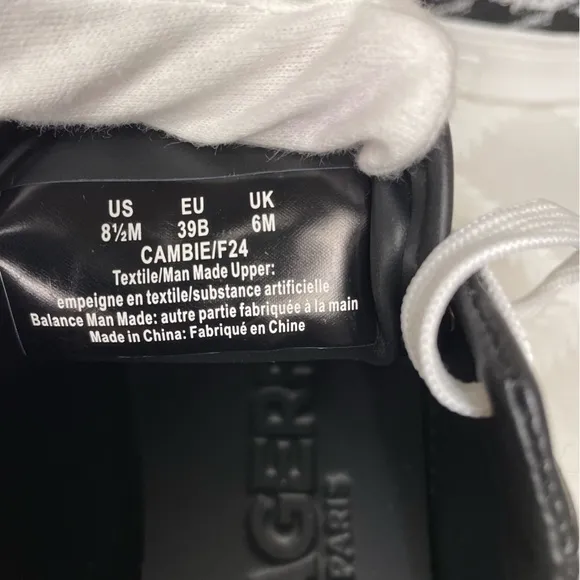 US EU UK
8½M 39B 6M
CAMBIE/F24
Textile/Man Made Upper:
empeigne en textile/substance artificielle
Balance Man Made: autre partie fabriquée à la main
Made in China: Fabriqué en Chine
PARIS